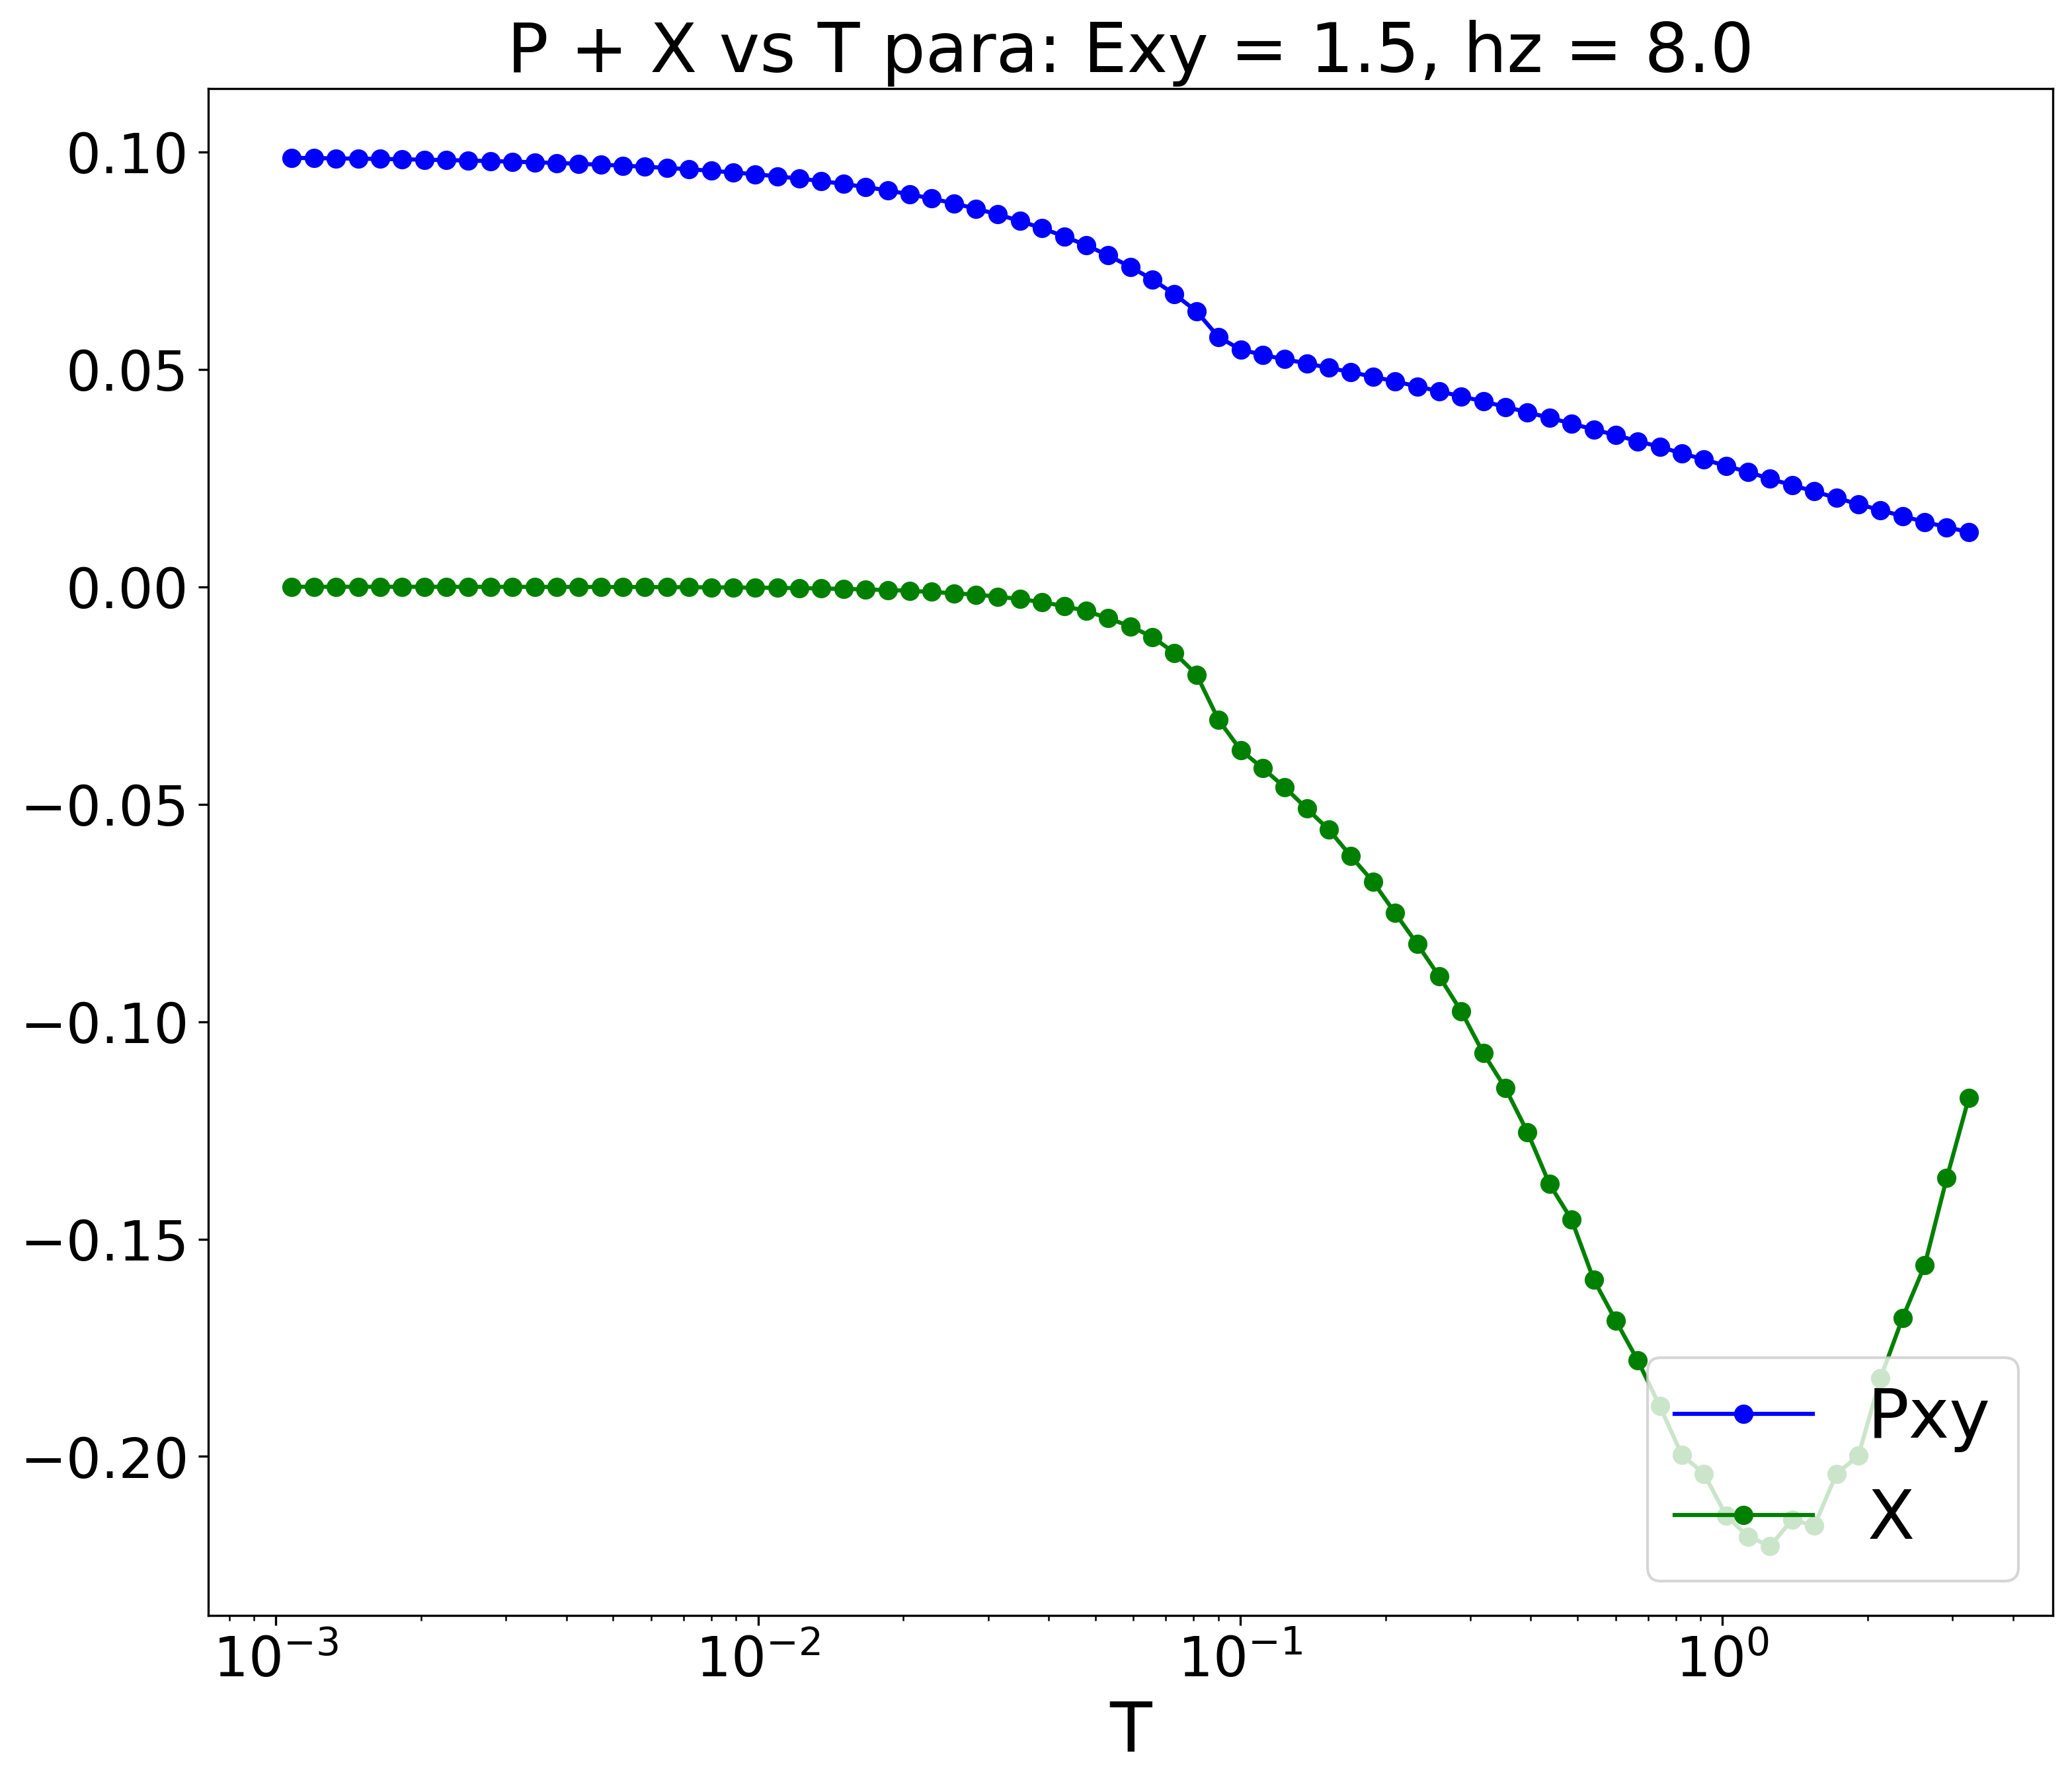 P + X vs T para: Exy = 1.5, hz = 8.0
0.10
0.05
0.00
−0.05
−0.10
−0.15
−0.20
Pxy
X
10⁻³ 10⁻² 10⁻¹ 10⁰
T